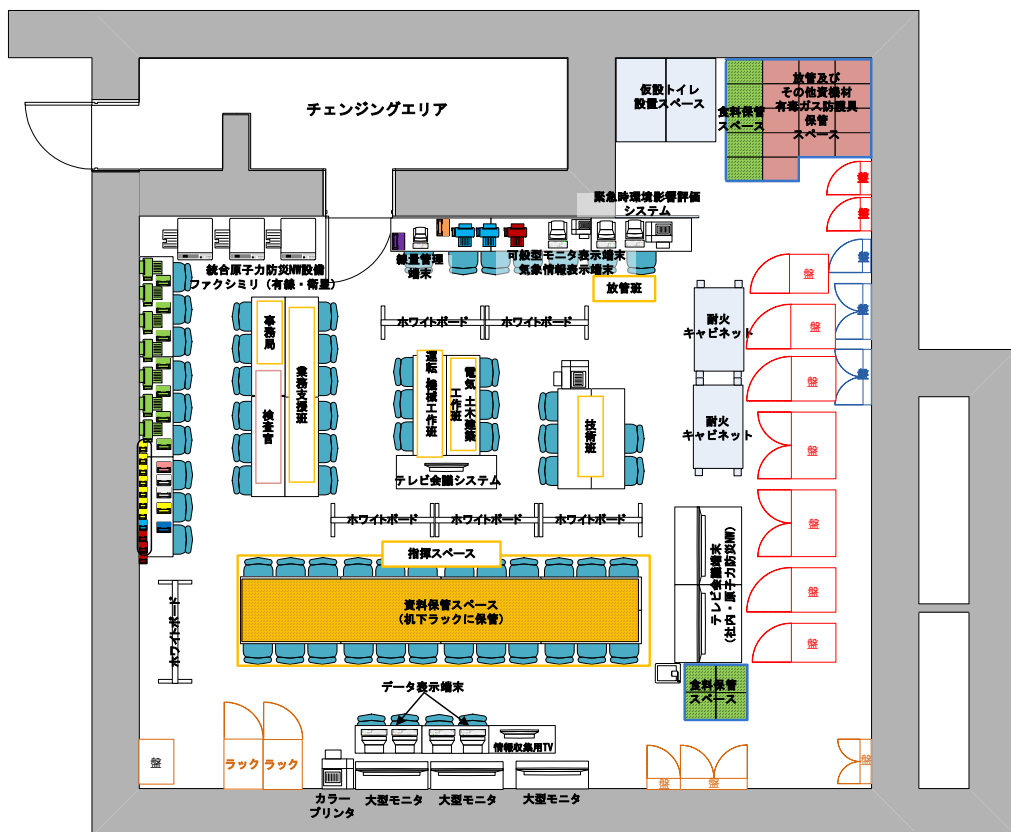 チェンジングエリア
仮設トイレ
設置スペース
食料保管
スペース
放管及び
その他資機材
有毒ガス防護具
保管
スペース
盤
盤
盤
盤
盤
緊急時環境影響評価
システム
統合原子力防災NW設備
ファクシミリ（有線・衛星）
線量管理
端末
可搬型モニタ表示端末
気象情報表示端末
放管班
盤
盤
盤
盤
盤
盤
盤
耐火
キャビネット
耐火
キャビネット
ホワイトボード
ホワイトボード
事務局
検査官
業務支援班
運転 機械工作班
電気 土木建築
工作班
技術班
テレビ会議システム
ホワイトボード
ホワイトボード
ホワイトボード
指揮スペース
資料保管スペース
（机下ラックに保管）
テレビ会議端末
（社内・原子力防災NW）
ホワイトボード
食料保管
スペース
データ表示端末
情報収集用TV
盤
ラック
ラック
カラー
プリンタ
大型モニタ
大型モニタ
大型モニタ
盤
盤
盤